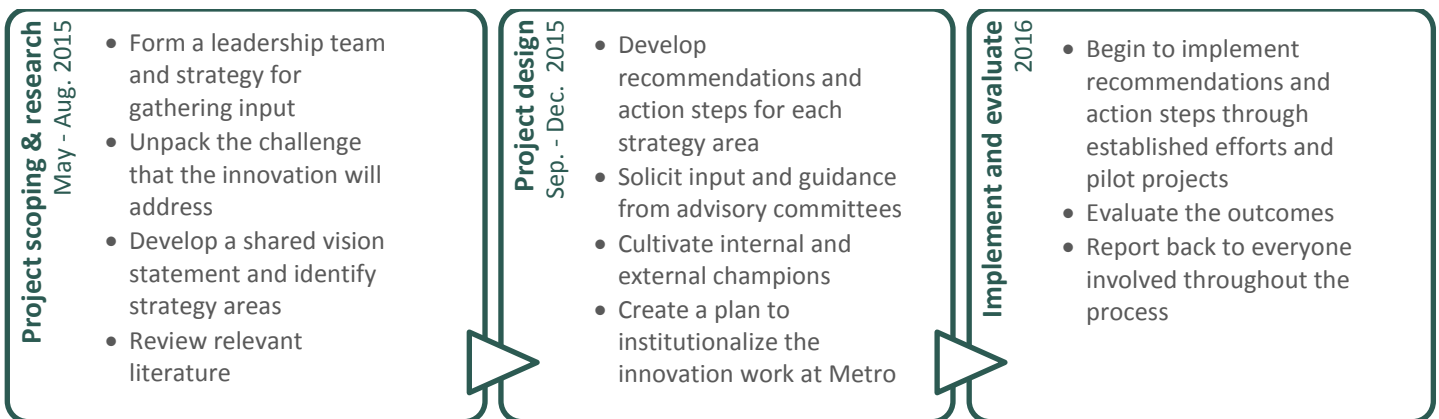 Project scoping & research
May - Aug. 2015
• Form a leadership team
and strategy for
gathering input
• Unpack the challenge
that the innovation will
address
• Develop a shared vision
statement and identify
strategy areas
• Review relevant
literature
Project design
Sep. - Dec. 2015
• Develop
recommendations and
action steps for each
strategy area
• Solicit input and guidance
from advisory committees
• Cultivate internal and
external champions
• Create a plan to
institutionalize the
innovation work at Metro
Implement and evaluate
2016
• Begin to implement
recommendations and
action steps through
established efforts and
pilot projects
• Evaluate the outcomes
• Report back to everyone
involved throughout the
process